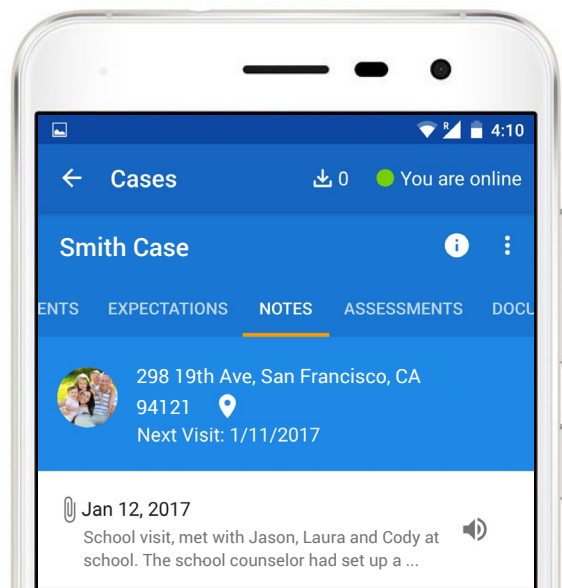 R 4:10
Cases 0 You are online
Smith Case
ENTS EXPECTATIONS NOTES ASSESSMENTS DOCU
298 19th Ave, San Francisco, CA
94121
Next Visit: 1/11/2017
Jan 12, 2017
School visit, met with Jason, Laura and Cody at
school. The school counselor had set up a ...